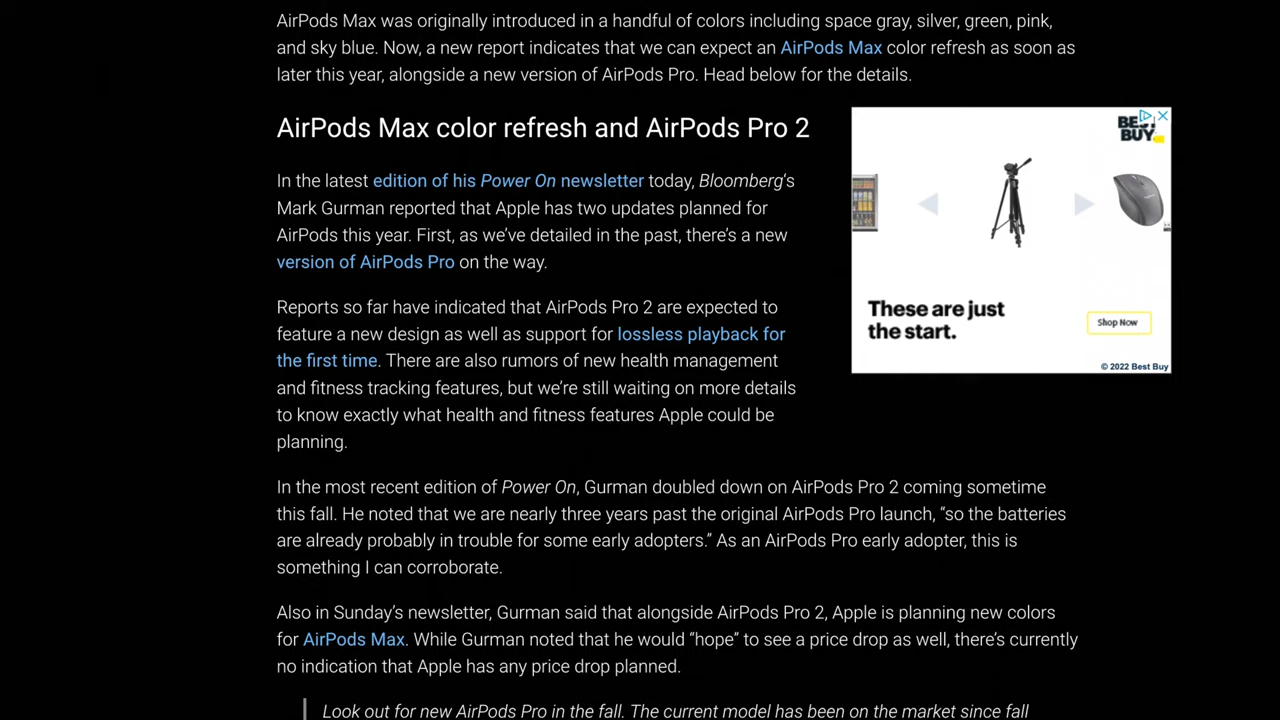 AirPods Max was originally introduced in a handful of colors including space gray, silver, green, pink,
and sky blue. Now, a new report indicates that we can expect an AirPods Max color refresh as soon as
later this year, alongside a new version of AirPods Pro. Head below for the details.
AirPods Max color refresh and AirPods Pro 2
In the latest edition of his Power On newsletter today, Bloomberg's
Mark Gurman reported that Apple has two updates planned for
AirPods this year. First, as we've detailed in the past, there's a new
version of AirPods Pro on the way.
Reports so far have indicated that AirPods Pro 2 are expected to
feature a new design as well as support for lossless playback for
the first time. There are also rumors of new health management
and fitness tracking features, but we're still waiting on more details
to know exactly what health and fitness features Apple could be
planning.
BEST
BUY
These are just
the start.
Shop Now
© 2022 Best Buy
In the most recent edition of Power On, Gurman doubled down on AirPods Pro 2 coming sometime
this fall. He noted that we are nearly three years past the original AirPods Pro launch, “so the batteries
are already probably in trouble for some early adopters.” As an AirPods Pro early adopter, this is
something I can corroborate.
Also in Sunday's newsletter, Gurman said that alongside AirPods Pro 2, Apple is planning new colors
for AirPods Max. While Gurman noted that he would “hope” to see a price drop as well, there's currently
no indication that Apple has any price drop planned.
Look out for new AirPods Pro in the fall. The current model has been on the market since fall